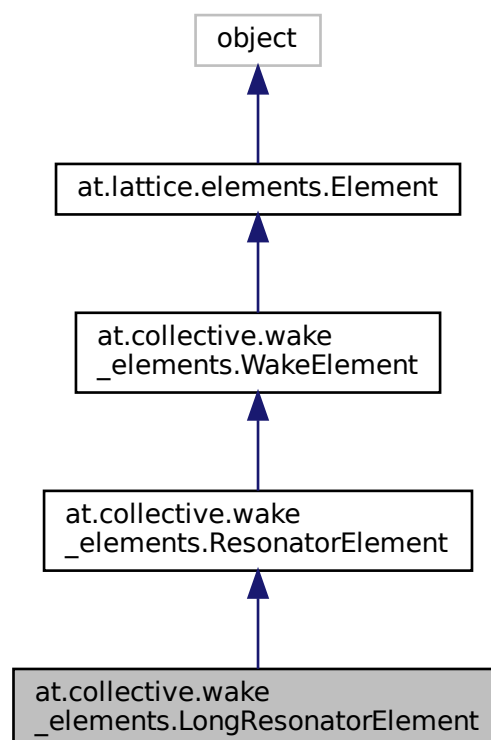 object
at.lattice.elements.Element
at.collective.wake
_elements.WakeElement
at.collective.wake
_elements.ResonatorElement
at.collective.wake
_elements.LongResonatorElement